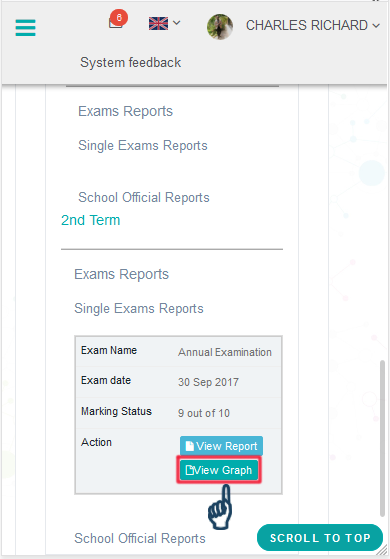 6
CHARLES RICHARD
System feedback
Exams Reports
Single Exams Reports
School Official Reports
2nd Term
Exams Reports
Single Exams Reports
Exam Name Annual Examination
Exam date 30 Sep 2017
Marking Status 9 out of 10
Action View Report
View Graph
School Official Reports
SCROLL TO TOP